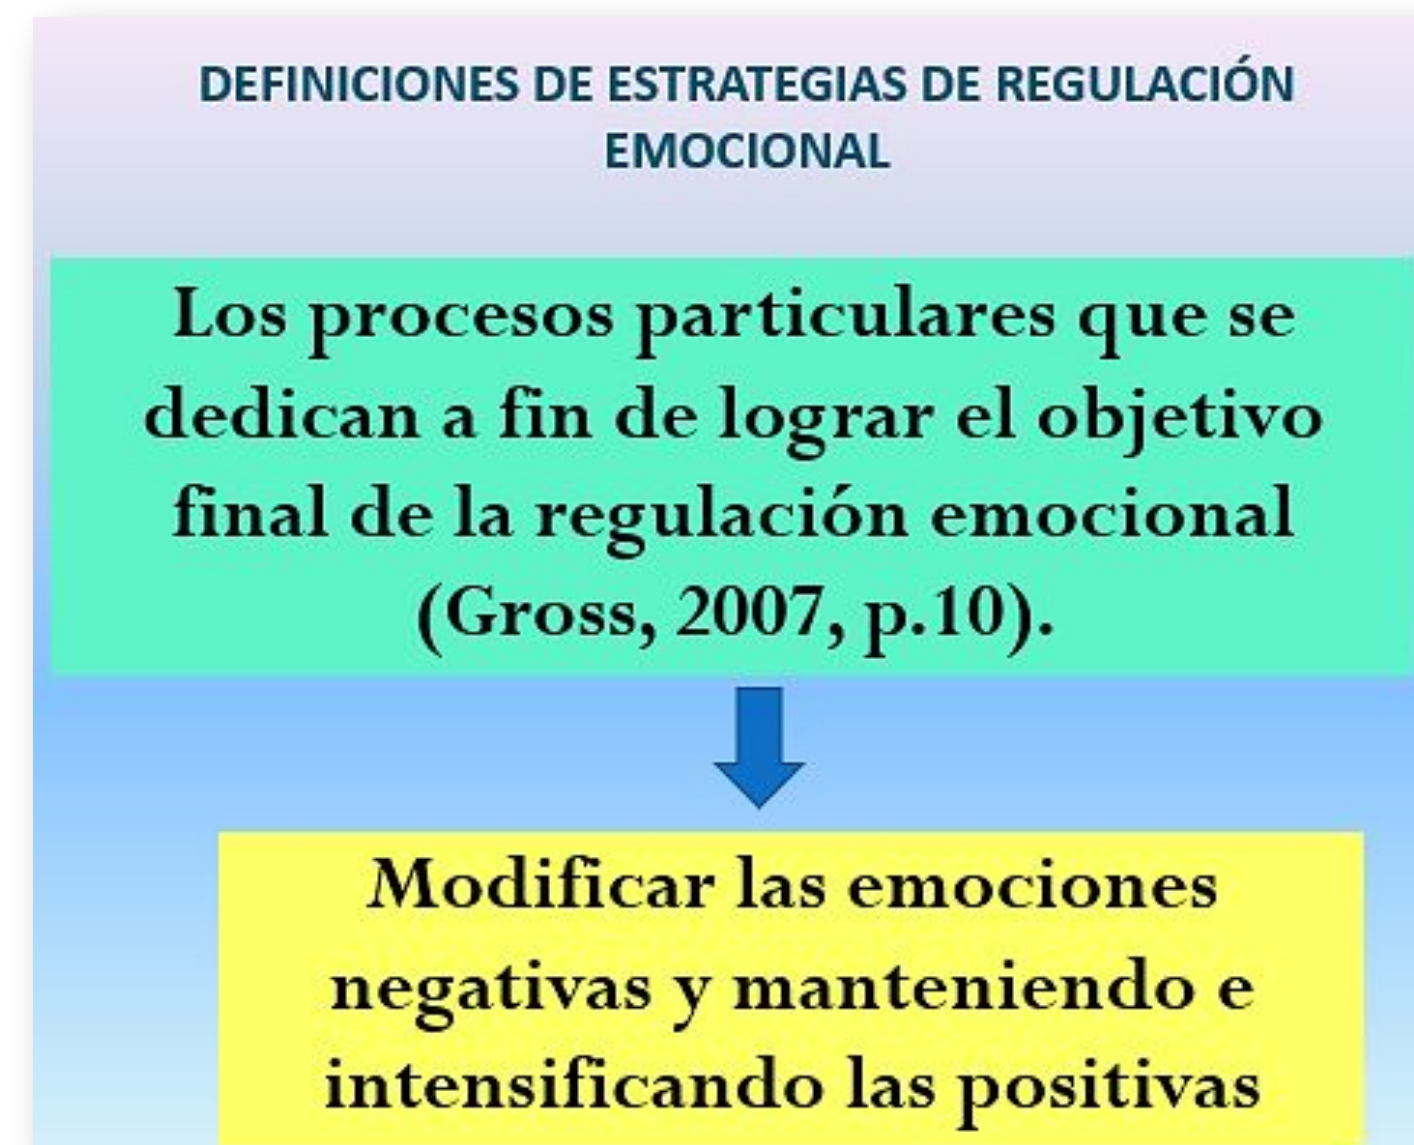 DEFINICIONES DE ESTRATEGIAS DE REGULACIÓN
EMOCIONAL
Los procesos particulares que se
dedican a fin de lograr el objetivo
final de la regulación emocional
(Gross, 2007, p.10).
Modificar las emociones
negativas y manteniendo e
intensificando las positivas